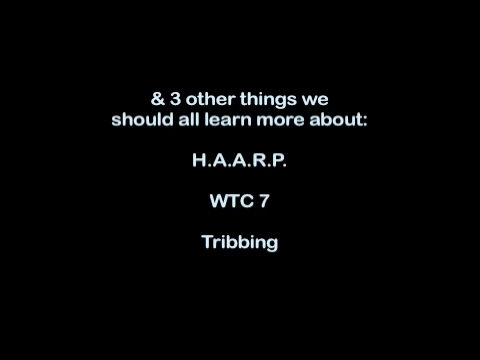 & 3 other things we
should all learn more about:
H.A.A.R.P.
WTC 7
Tribbing